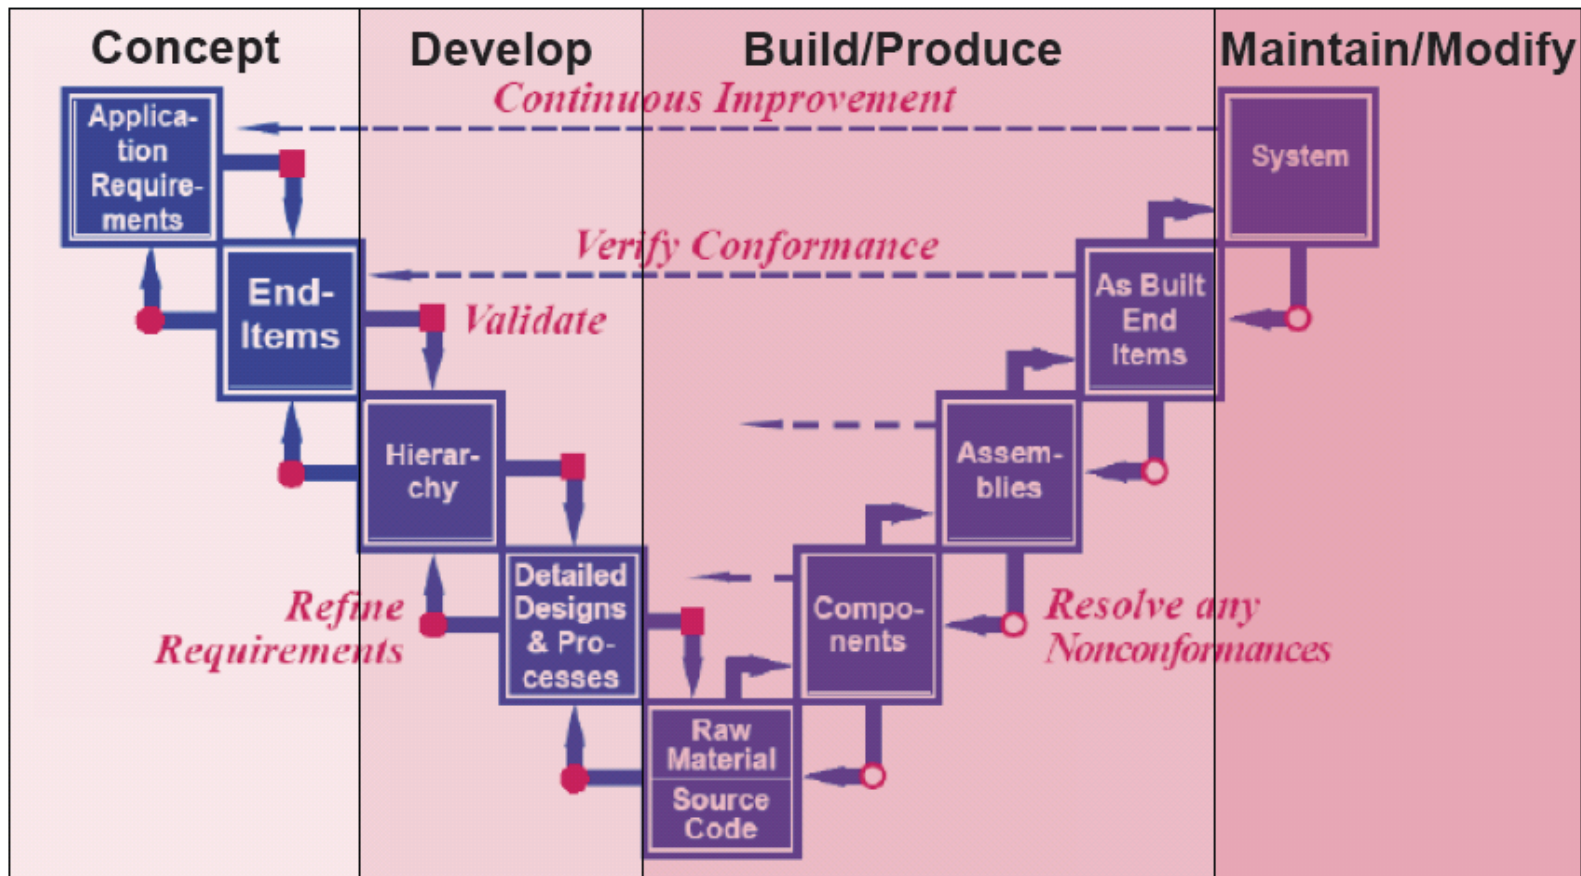 Concept
Develop
Build/Produce
Maintain/Modify
Continuous Improvement
Applica-
tion
Require-
ments
System
Verify Conformance
End-
Items
Validate
As Built
End
Items
Hierar-
chy
Assem-
blies
Refine
Requirements
Detailed
Designs
& Pro-
cesses
Compo-
nents
Resolve any
Nonconformances
Raw
Material
Source
Code